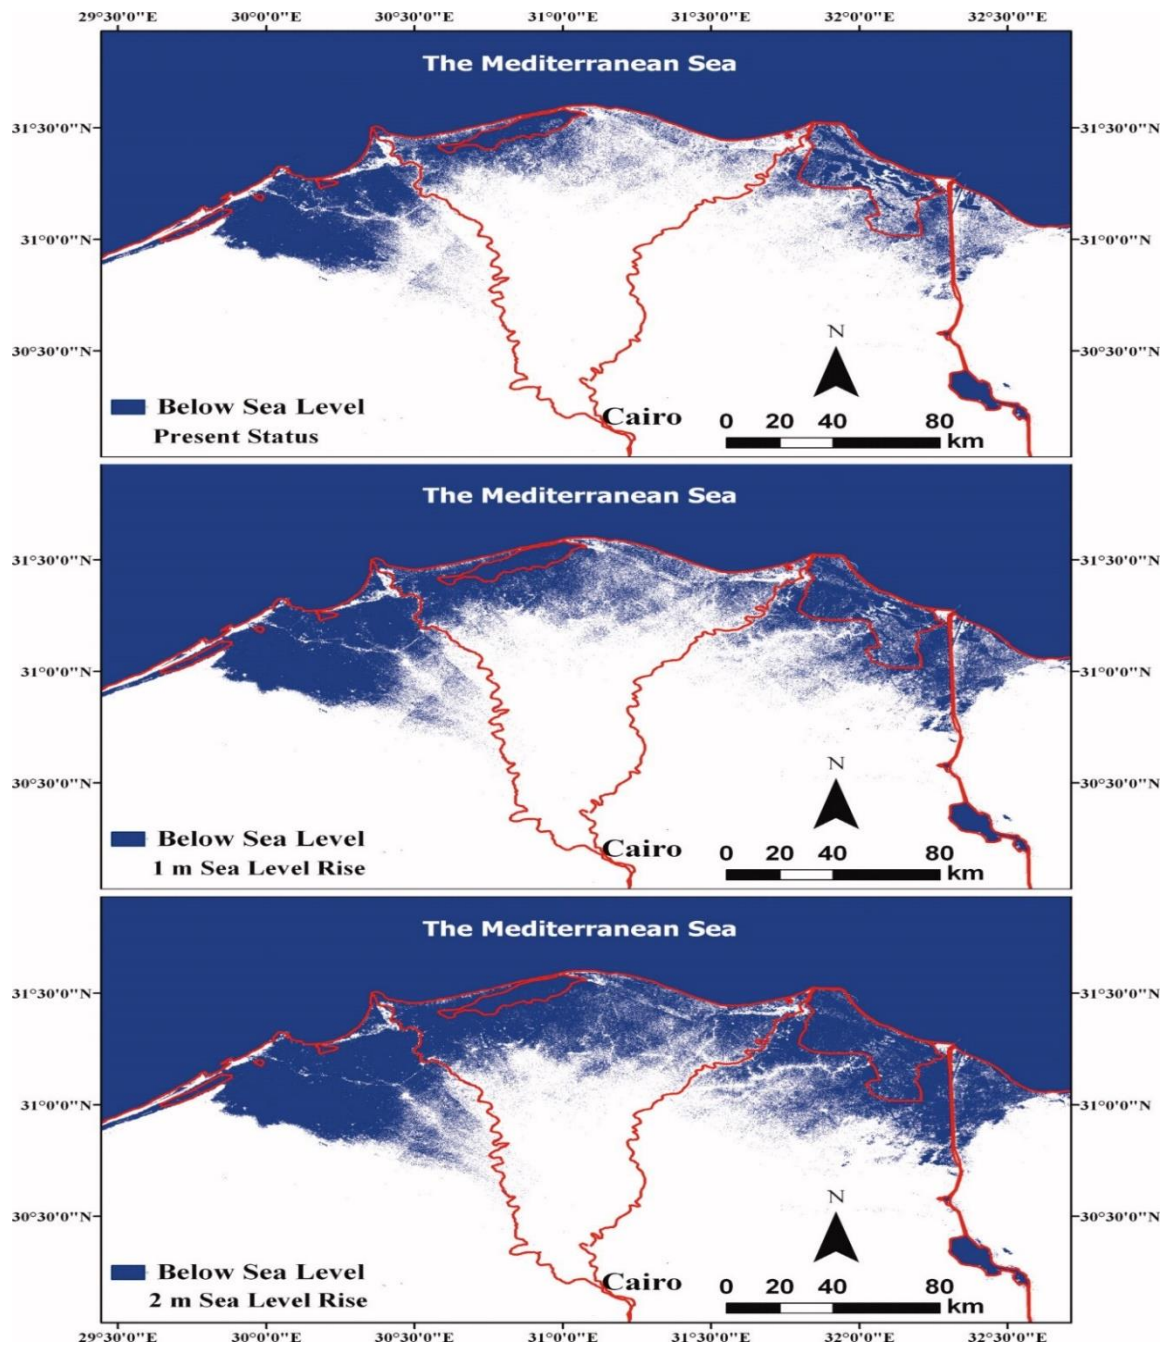 29°30'0"E 30°0'0"E 30°30'0"E 31°0'0"E 31°30'0"E 32°0'0"E 32°30'0"E
The Mediterranean Sea
31°30'0"N 31°30'0"N
31°0'0"N 31°0'0"N
N
30°30'0"N 30°30'0"N
Below Sea Level
Present Status
Cairo
0 20 40 80
km
The Mediterranean Sea
31°30'0"N 31°30'0"N
31°0'0"N 31°0'0"N
N
30°30'0"N 30°30'0"N
Below Sea Level
1 m Sea Level Rise
Cairo
0 20 40 80
km
The Mediterranean Sea
31°30'0"N 31°30'0"N
31°0'0"N 31°0'0"N
N
30°30'0"N 30°30'0"N
Below Sea Level
2 m Sea Level Rise
Cairo
0 20 40 80
km
29°30'0"E 30°0'0"E 30°30'0"E 31°0'0"E 31°30'0"E 32°0'0"E 32°30'0"E